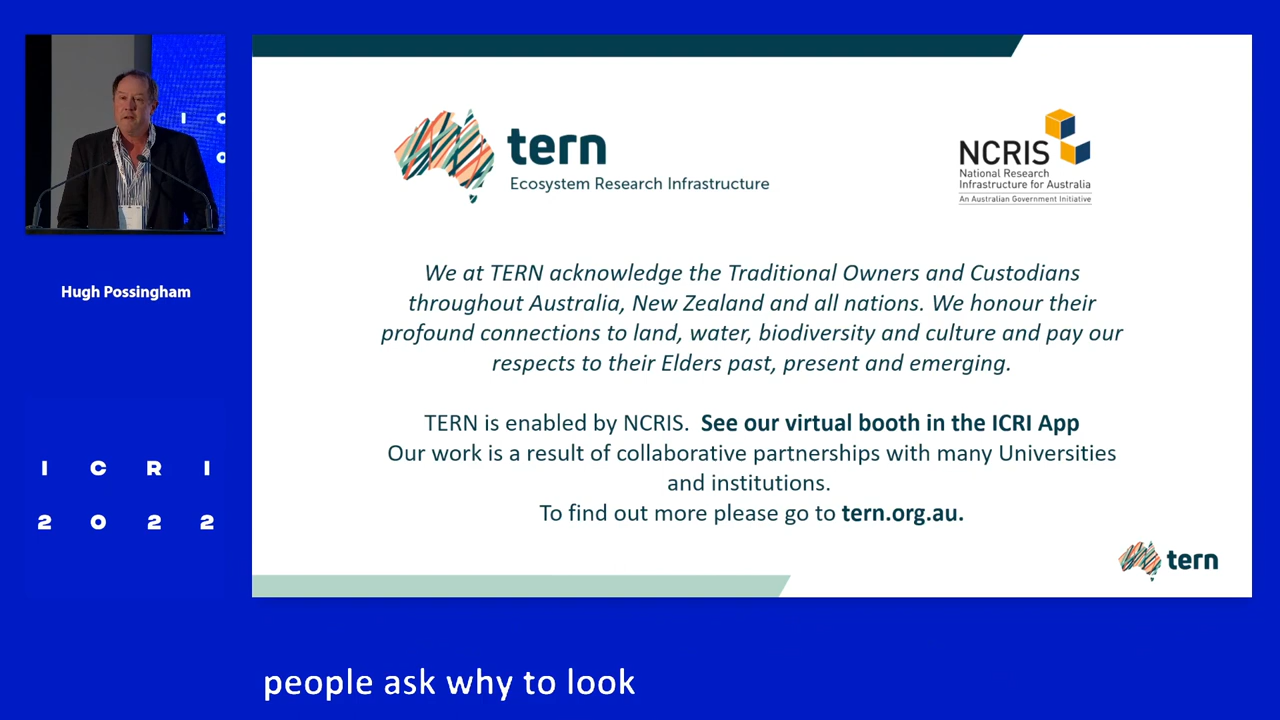 I C
O
Hugh Possingham
I C R I
2 0 2 2
tern
Ecosystem Research Infrastructure
NCRIS
National Research
Infrastructure for Australia
An Australian Government Initiative
We at TERN acknowledge the Traditional Owners and Custodians
throughout Australia, New Zealand and all nations. We honour their
profound connections to land, water, biodiversity and culture and pay our
respects to their Elders past, present and emerging.
TERN is enabled by NCRIS. See our virtual booth in the ICRI App
Our work is a result of collaborative partnerships with many Universities
and institutions.
To find out more please go to tern.org.au.
tern
people ask why to look